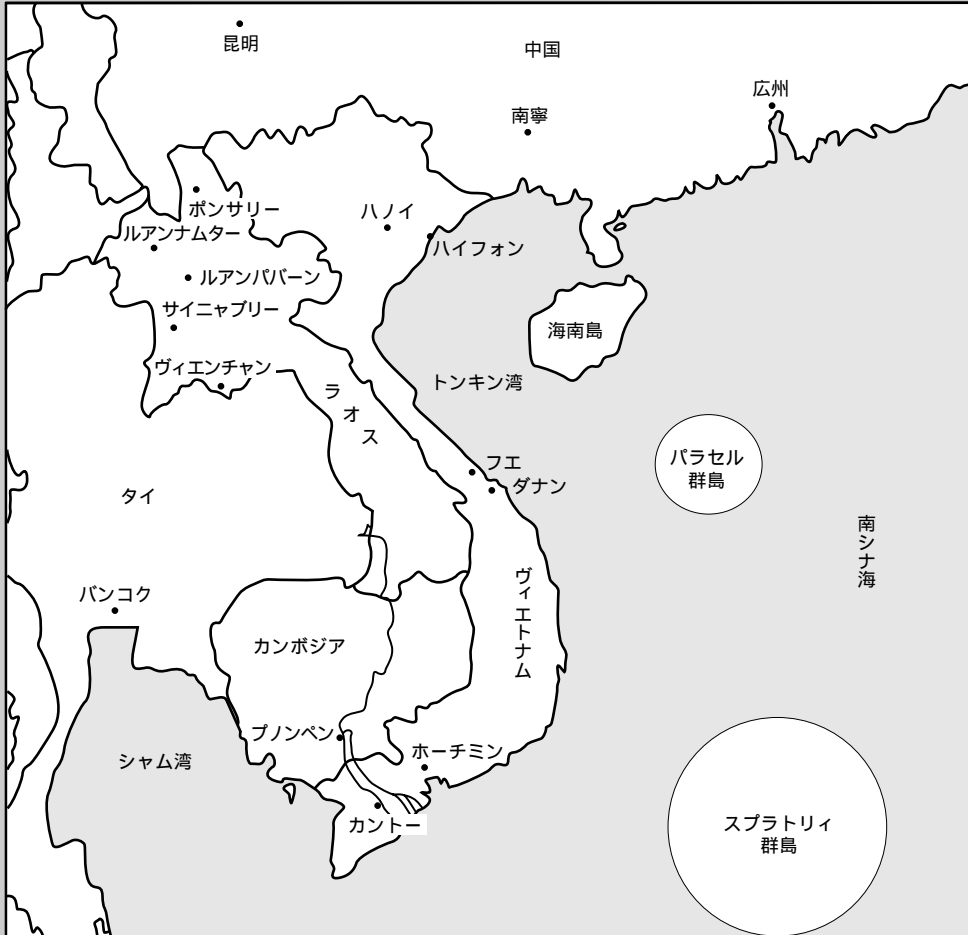 昆明
中国
広州
南寧
ポンサリー
ハノイ
ルアンナムター
ハイフォン
ルアンパバーン
サイニャブリー
海南島
ヴィエンチャン
トンキン湾
ラオス
パラセル
群島
フエ
ダナン
タイ
南シナ海
ヴィエトナム
バンコク
カンボジア
プノンペン
ホーチミン
シャム湾
カントー
スプラトリィ
群島